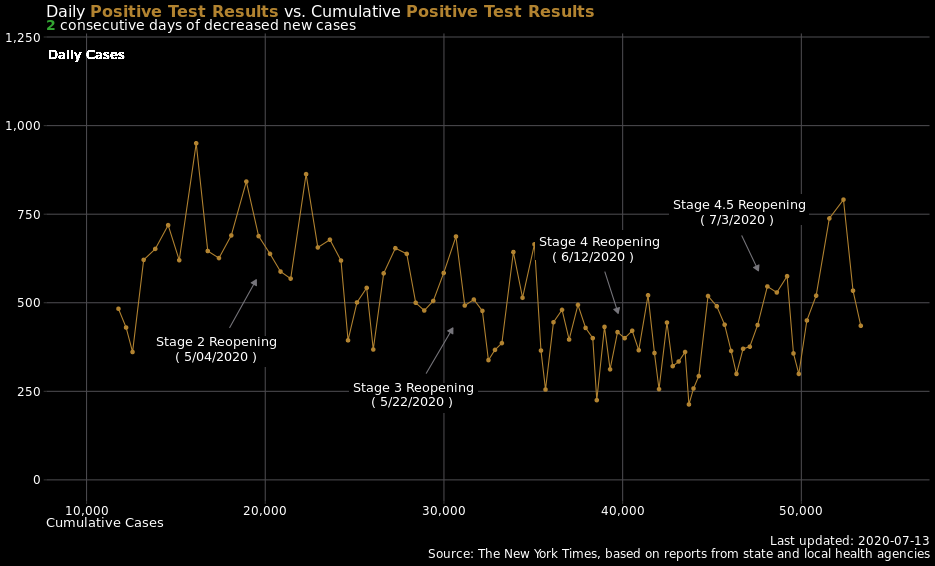 Daily Positive Test Results vs. Cumulative Positive Test Results
2 consecutive days of decreased new cases
1,250
Daily Cases
1,000
750
Stage 4.5 Reopening
( 7/3/2020 )
Stage 4 Reopening
( 6/12/2020 )
500
Stage 2 Reopening
( 5/04/2020 )
Stage 3 Reopening
( 5/22/2020 )
250
0
10,000 20,000 30,000 40,000 50,000
Cumulative Cases
Last updated: 2020-07-13
Source: The New York Times, based on reports from state and local health agencies